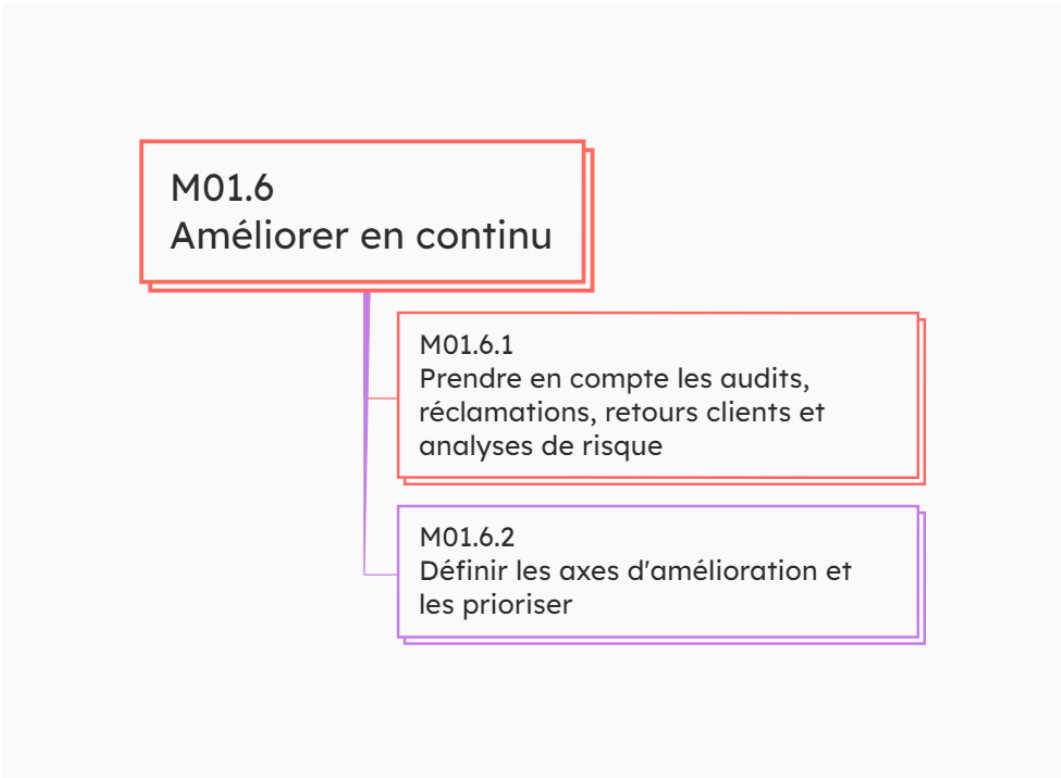 M01.6
Améliorer en continu
M01.6.1
Prendre en compte les audits,
réclamations, retours clients et
analyses de risque
M01.6.2
Définir les axes d'amélioration et
les prioriser